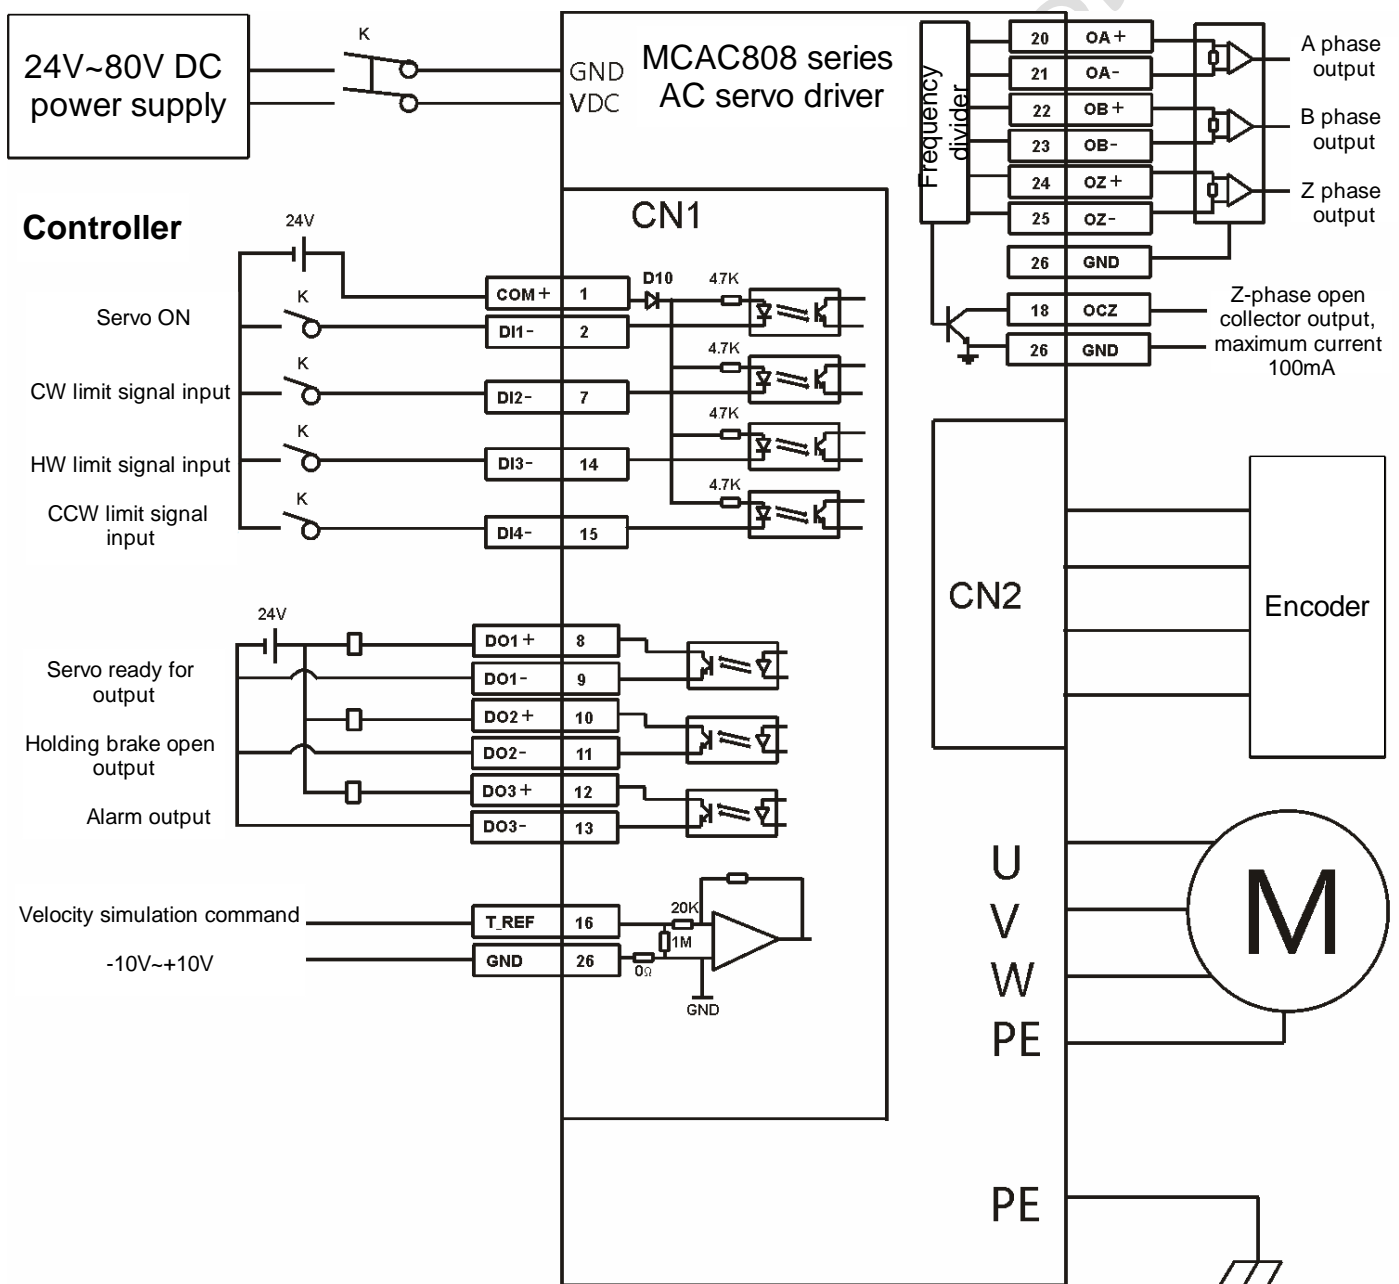 24V~80V DC
power supply
K
GND
VDC
MCAC808 series
AC servo driver
Frequency
divider
20 OA+
21 OA-
22 OB+
23 OB-
24 OZ+
25 OZ-
26 GND
18 OCZ
26 GND
A phase
output
B phase
output
Z phase
output
Z-phase open
collector output,
maximum current
100mA
Controller
24V
CN1
Servo ON
K
COM+ 1
DI1- 2
D10
4.7K
CW limit signal input
K
DI2- 7
4.7K
HW limit signal input
K
DI3- 14
4.7K
CCW limit signal
input
K
DI4- 15
4.7K
24V
Servo ready for
output
DO1+ 8
DO1- 9
Holding brake open
output
DO2+ 10
DO2- 11
Alarm output
DO3+ 12
DO3- 13
Velocity simulation command
-10V~+10V
T_REF 16
GND 26
20K
1M
0Ω
GND
CN2
Encoder
U
V
W
PE
M
PE